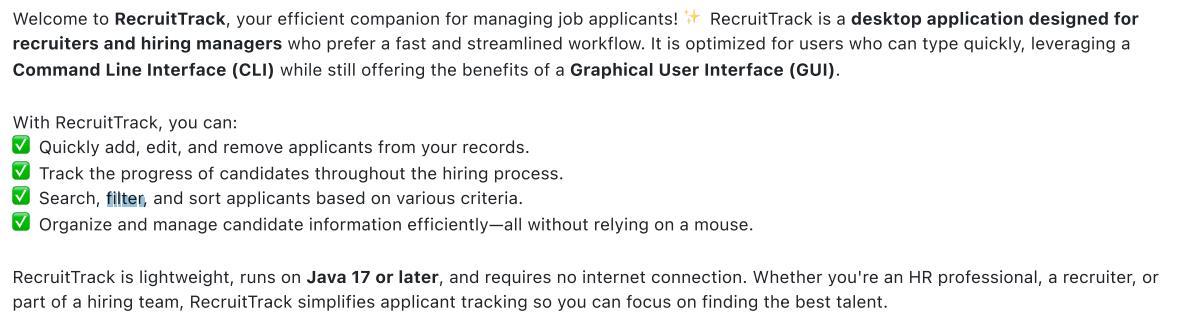 Welcome to RecruitTrack, your efficient companion for managing job applicants! ✨ RecruitTrack is a desktop application designed for
recruiters and hiring managers who prefer a fast and streamlined workflow. It is optimized for users who can type quickly, leveraging a
Command Line Interface (CLI) while still offering the benefits of a Graphical User Interface (GUI).
With RecruitTrack, you can:
✅ Quickly add, edit, and remove applicants from your records.
✅ Track the progress of candidates throughout the hiring process.
✅ Search, filter, and sort applicants based on various criteria.
✅ Organize and manage candidate information efficiently—all without relying on a mouse.
RecruitTrack is lightweight, runs on Java 17 or later, and requires no internet connection. Whether you're an HR professional, a recruiter, or
part of a hiring team, RecruitTrack simplifies applicant tracking so you can focus on finding the best talent.